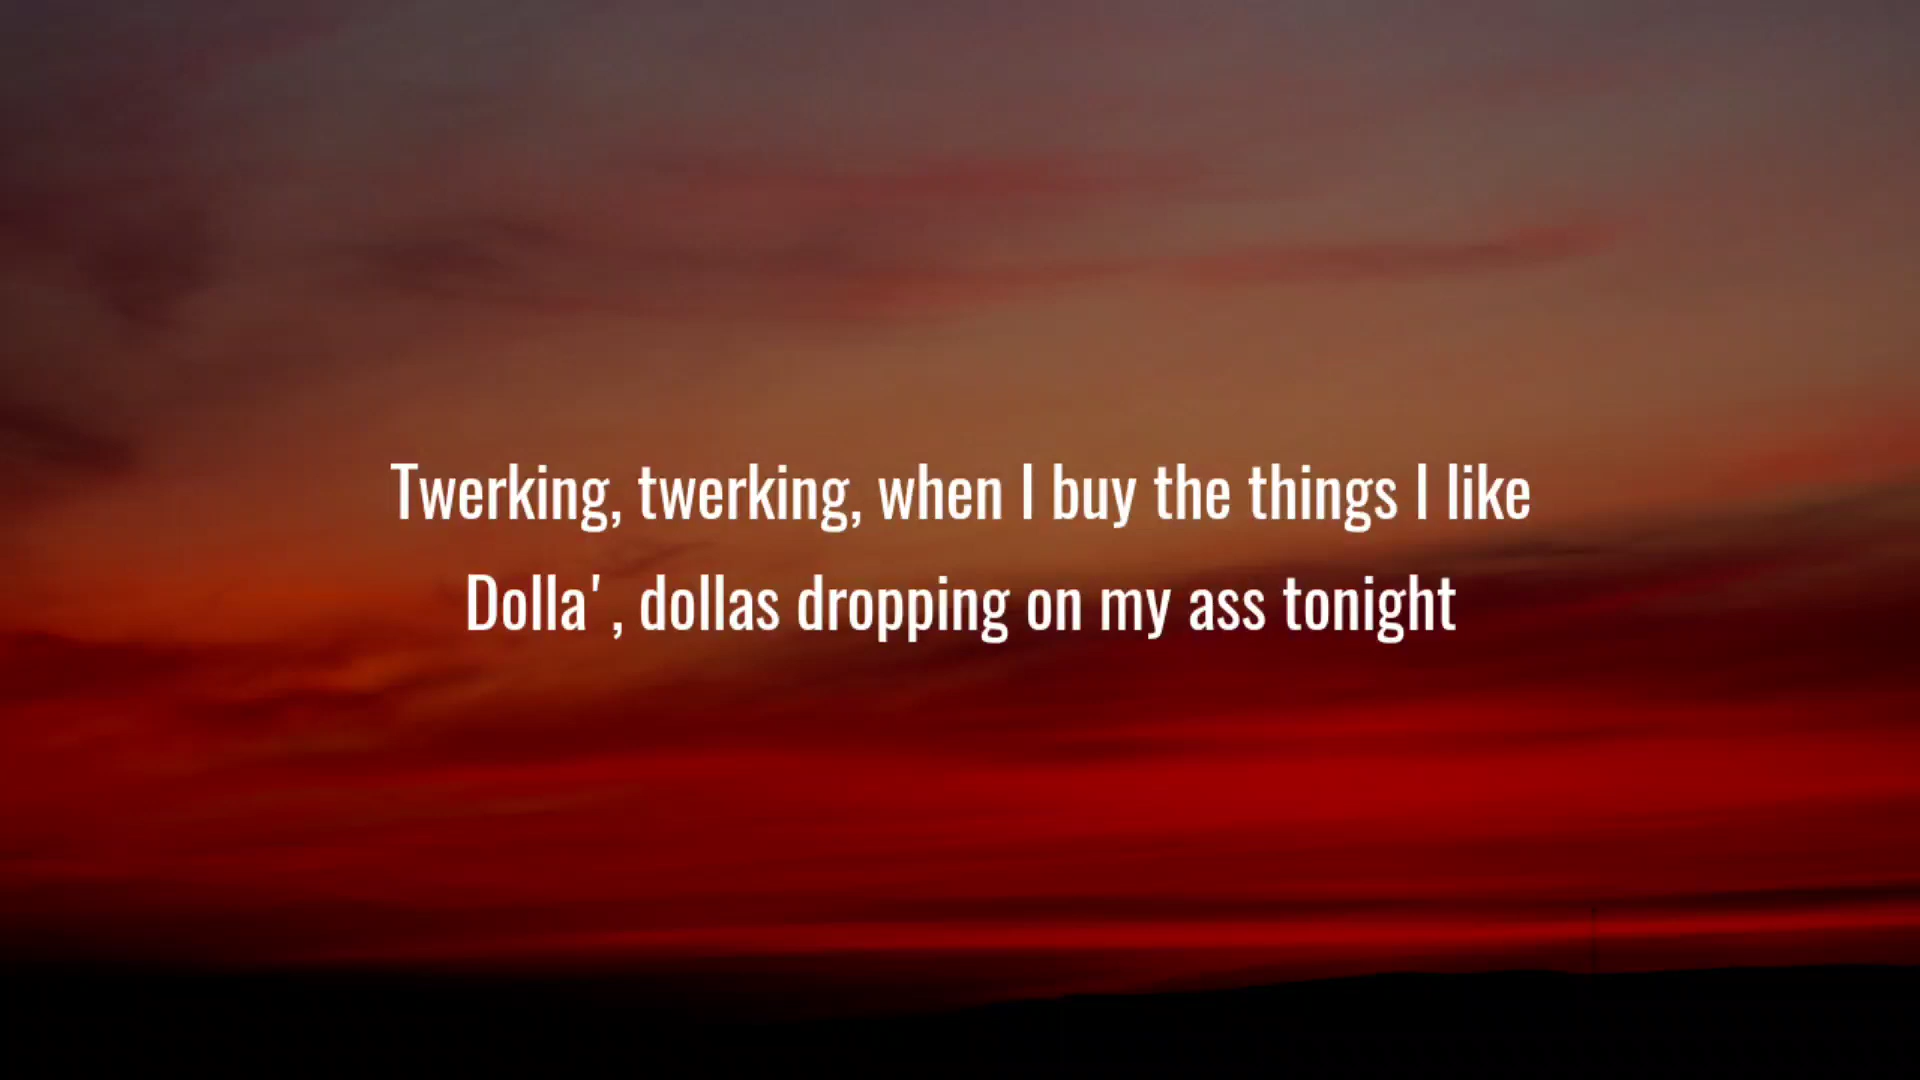 Twerking, twerking, when I buy the things I like
Dolla', dollas dropping on my ass tonight